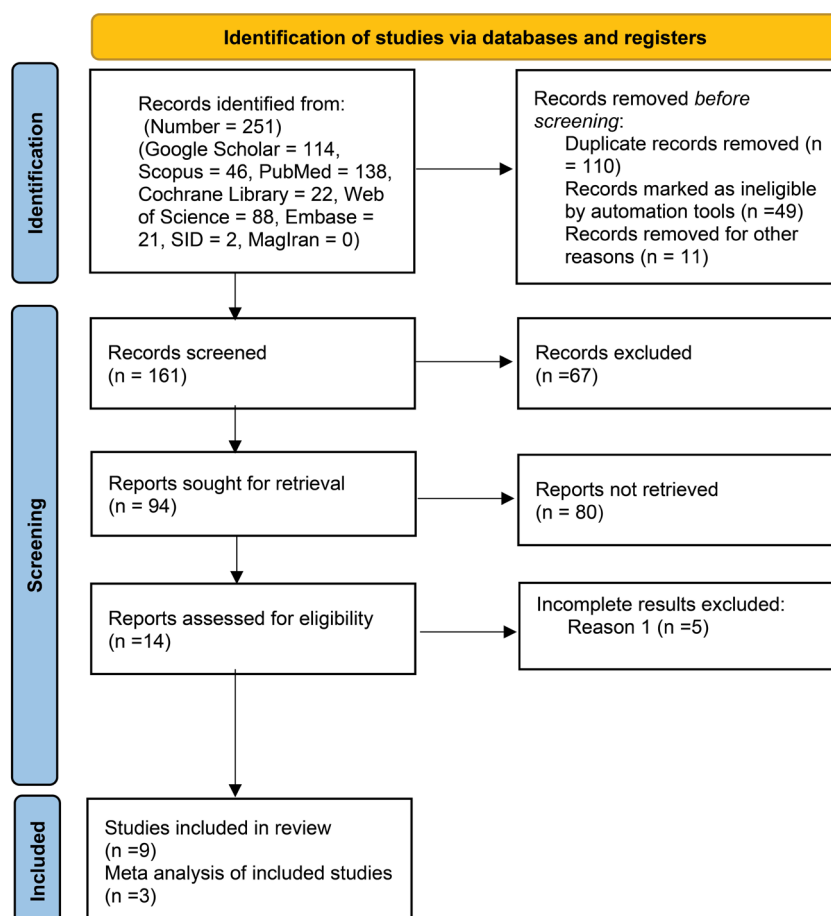 Identification of studies via databases and registers
Identification
Records identified from:
(Number = 251)
(Google Scholar = 114,
Scopus = 46, PubMed = 138,
Cochrane Library = 22, Web
of Science = 88, Embase =
21, SID = 2, MagIran = 0)
Records removed before
screening:
Duplicate records removed (n
= 110)
Records marked as ineligible
by automation tools (n =49)
Records removed for other
reasons (n = 11)
Screening
Records screened
(n = 161)
Records excluded
(n =67)
Reports sought for retrieval
(n = 94)
Reports not retrieved
(n = 80)
Reports assessed for eligibility
(n =14)
Incomplete results excluded:
Reason 1 (n =5)
Included
Studies included in review
(n =9)
Meta analysis of included studies
(n =3)